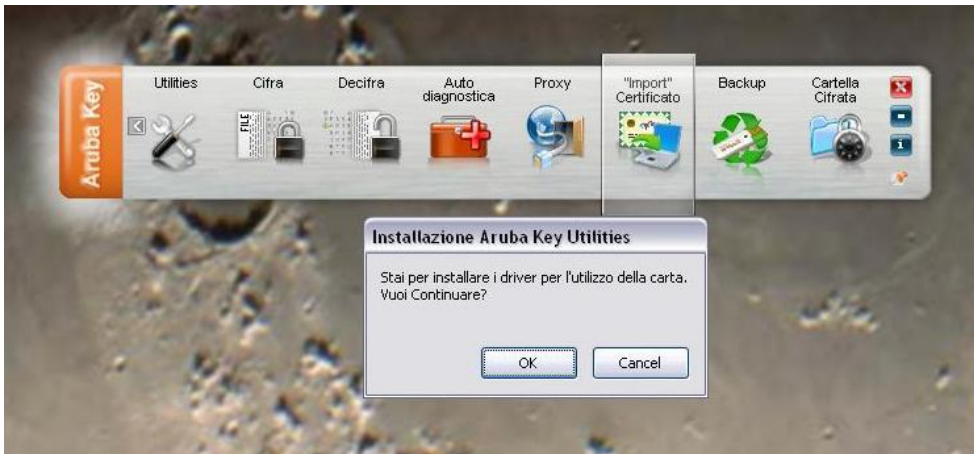 Aruba Key
Utilities
Cifra
FILE
Decifra
Auto
diagnostica
Proxy
"Import"
Certificato
Backup
Cartella
Cifrata
Installazione Aruba Key Utilities
Stai per installare i driver per l'utilizzo della carta.
Vuoi Continuare?
OK
Cancel